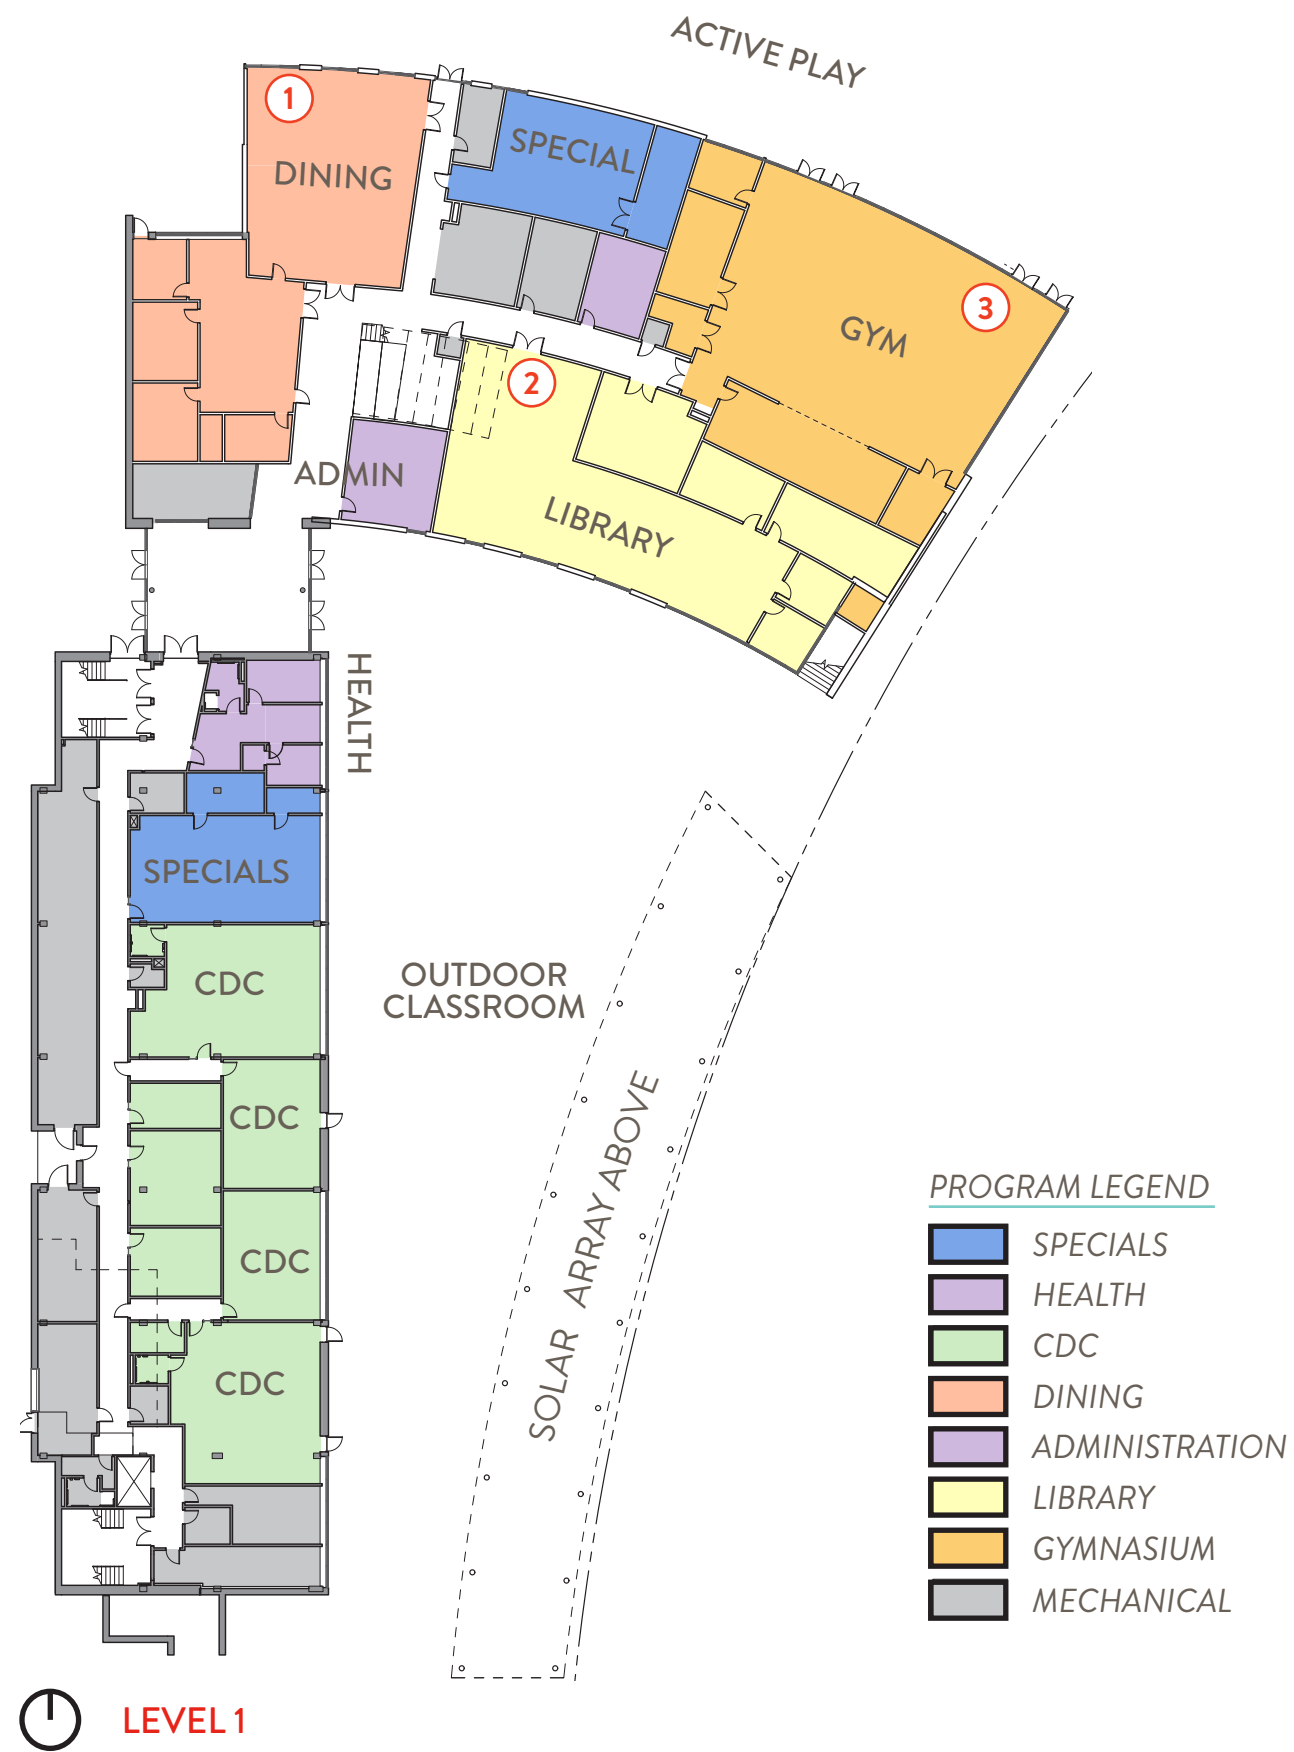 ACTIVE PLAY
1
DINING
SPECIAL
3
GYM
2
ADMIN
LIBRARY
HEALTH
SPECIALS
CDC
OUTDOOR
CLASSROOM
CDC
CDC
CDC
SOLAR ARRAY ABOVE
PROGRAM LEGEND
SPECIALS
HEALTH
CDC
DINING
ADMINISTRATION
LIBRARY
GYMNASIUM
MECHANICAL
LEVEL 1